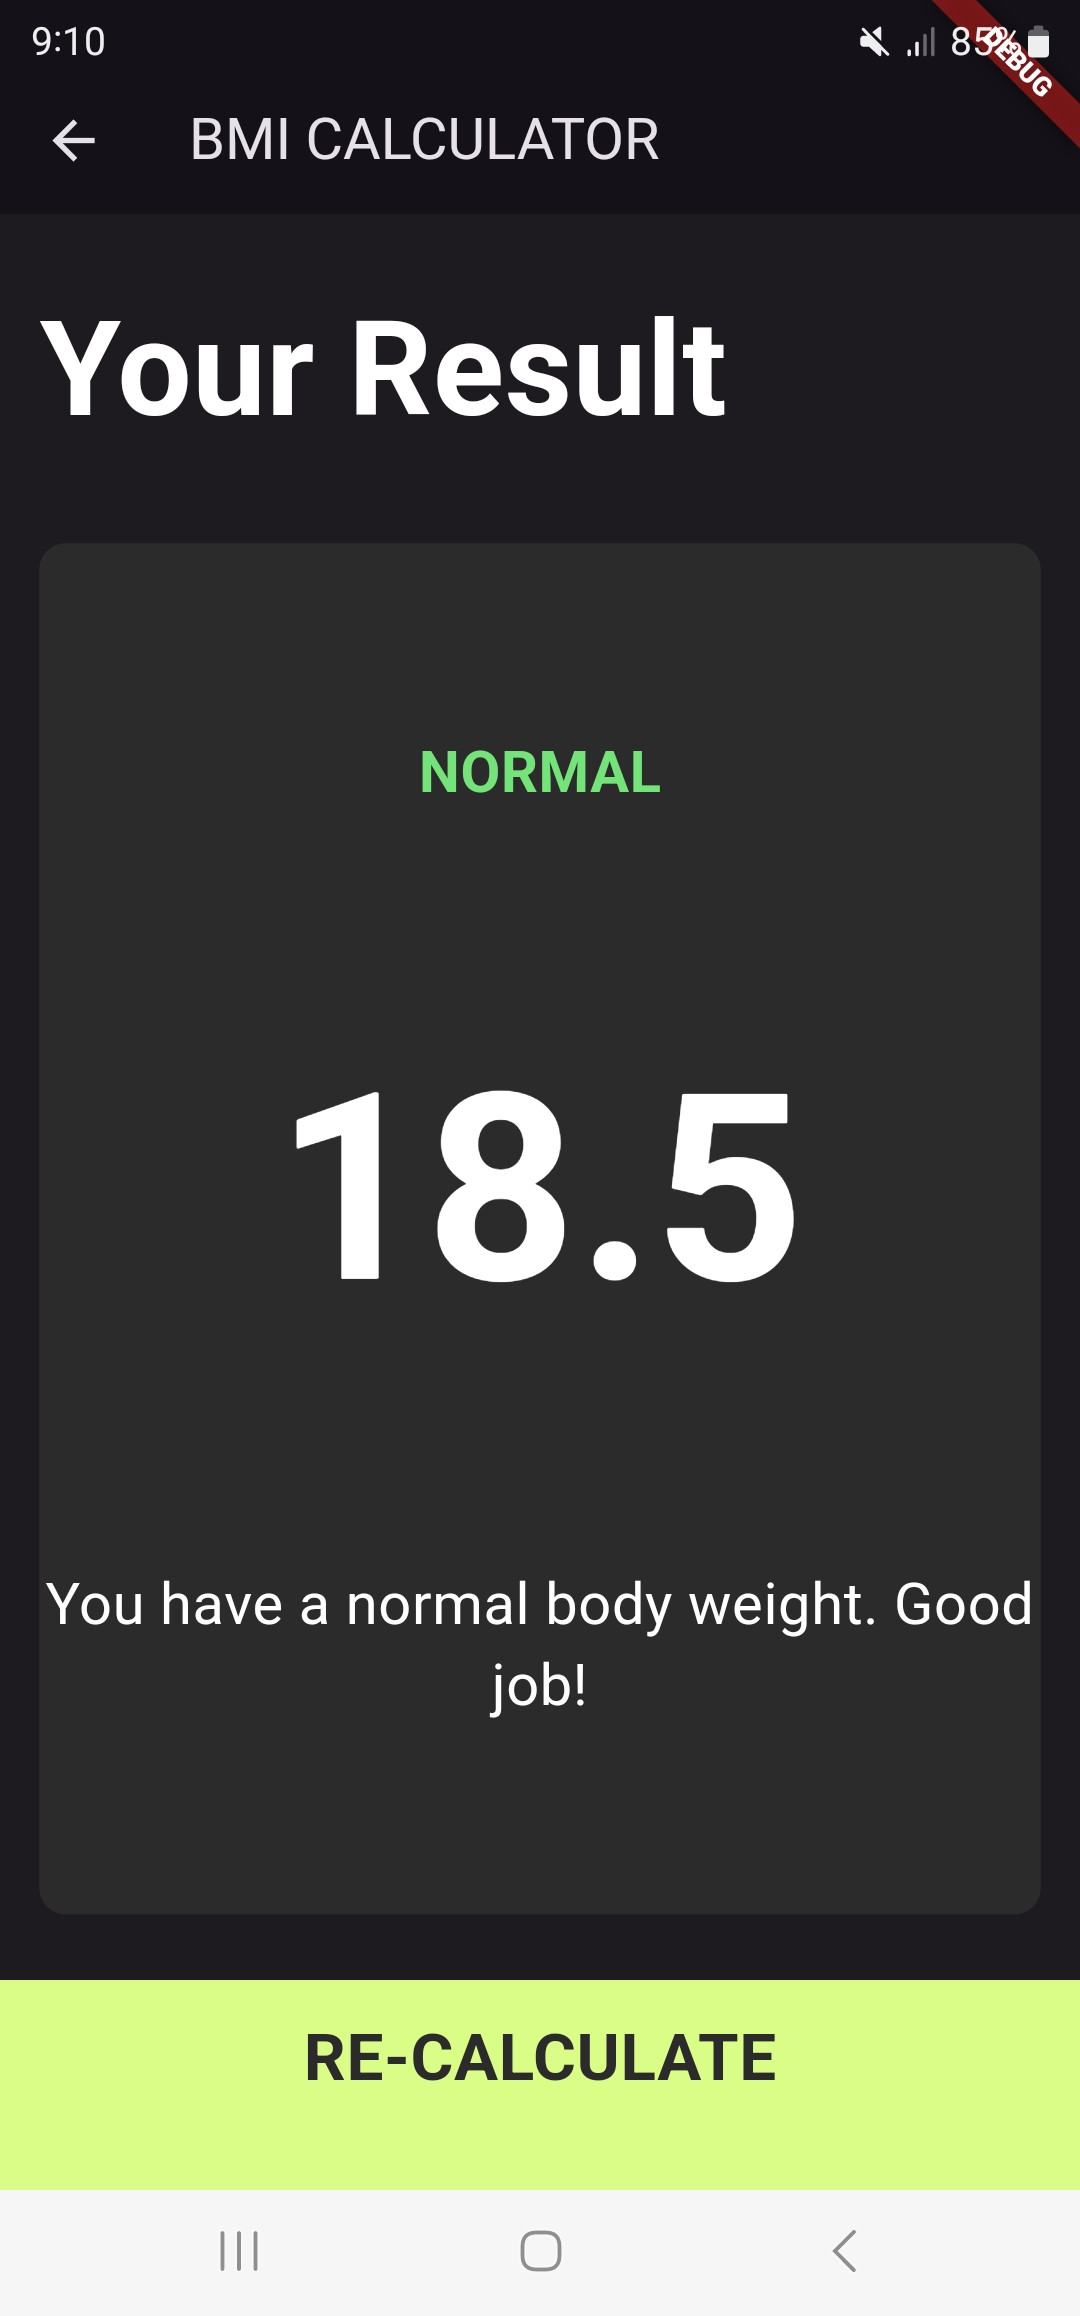 9:10
85%
DEBUG
BMI CALCULATOR
Your Result
NORMAL
18.5
You have a normal body weight. Good
job!
RE-CALCULATE